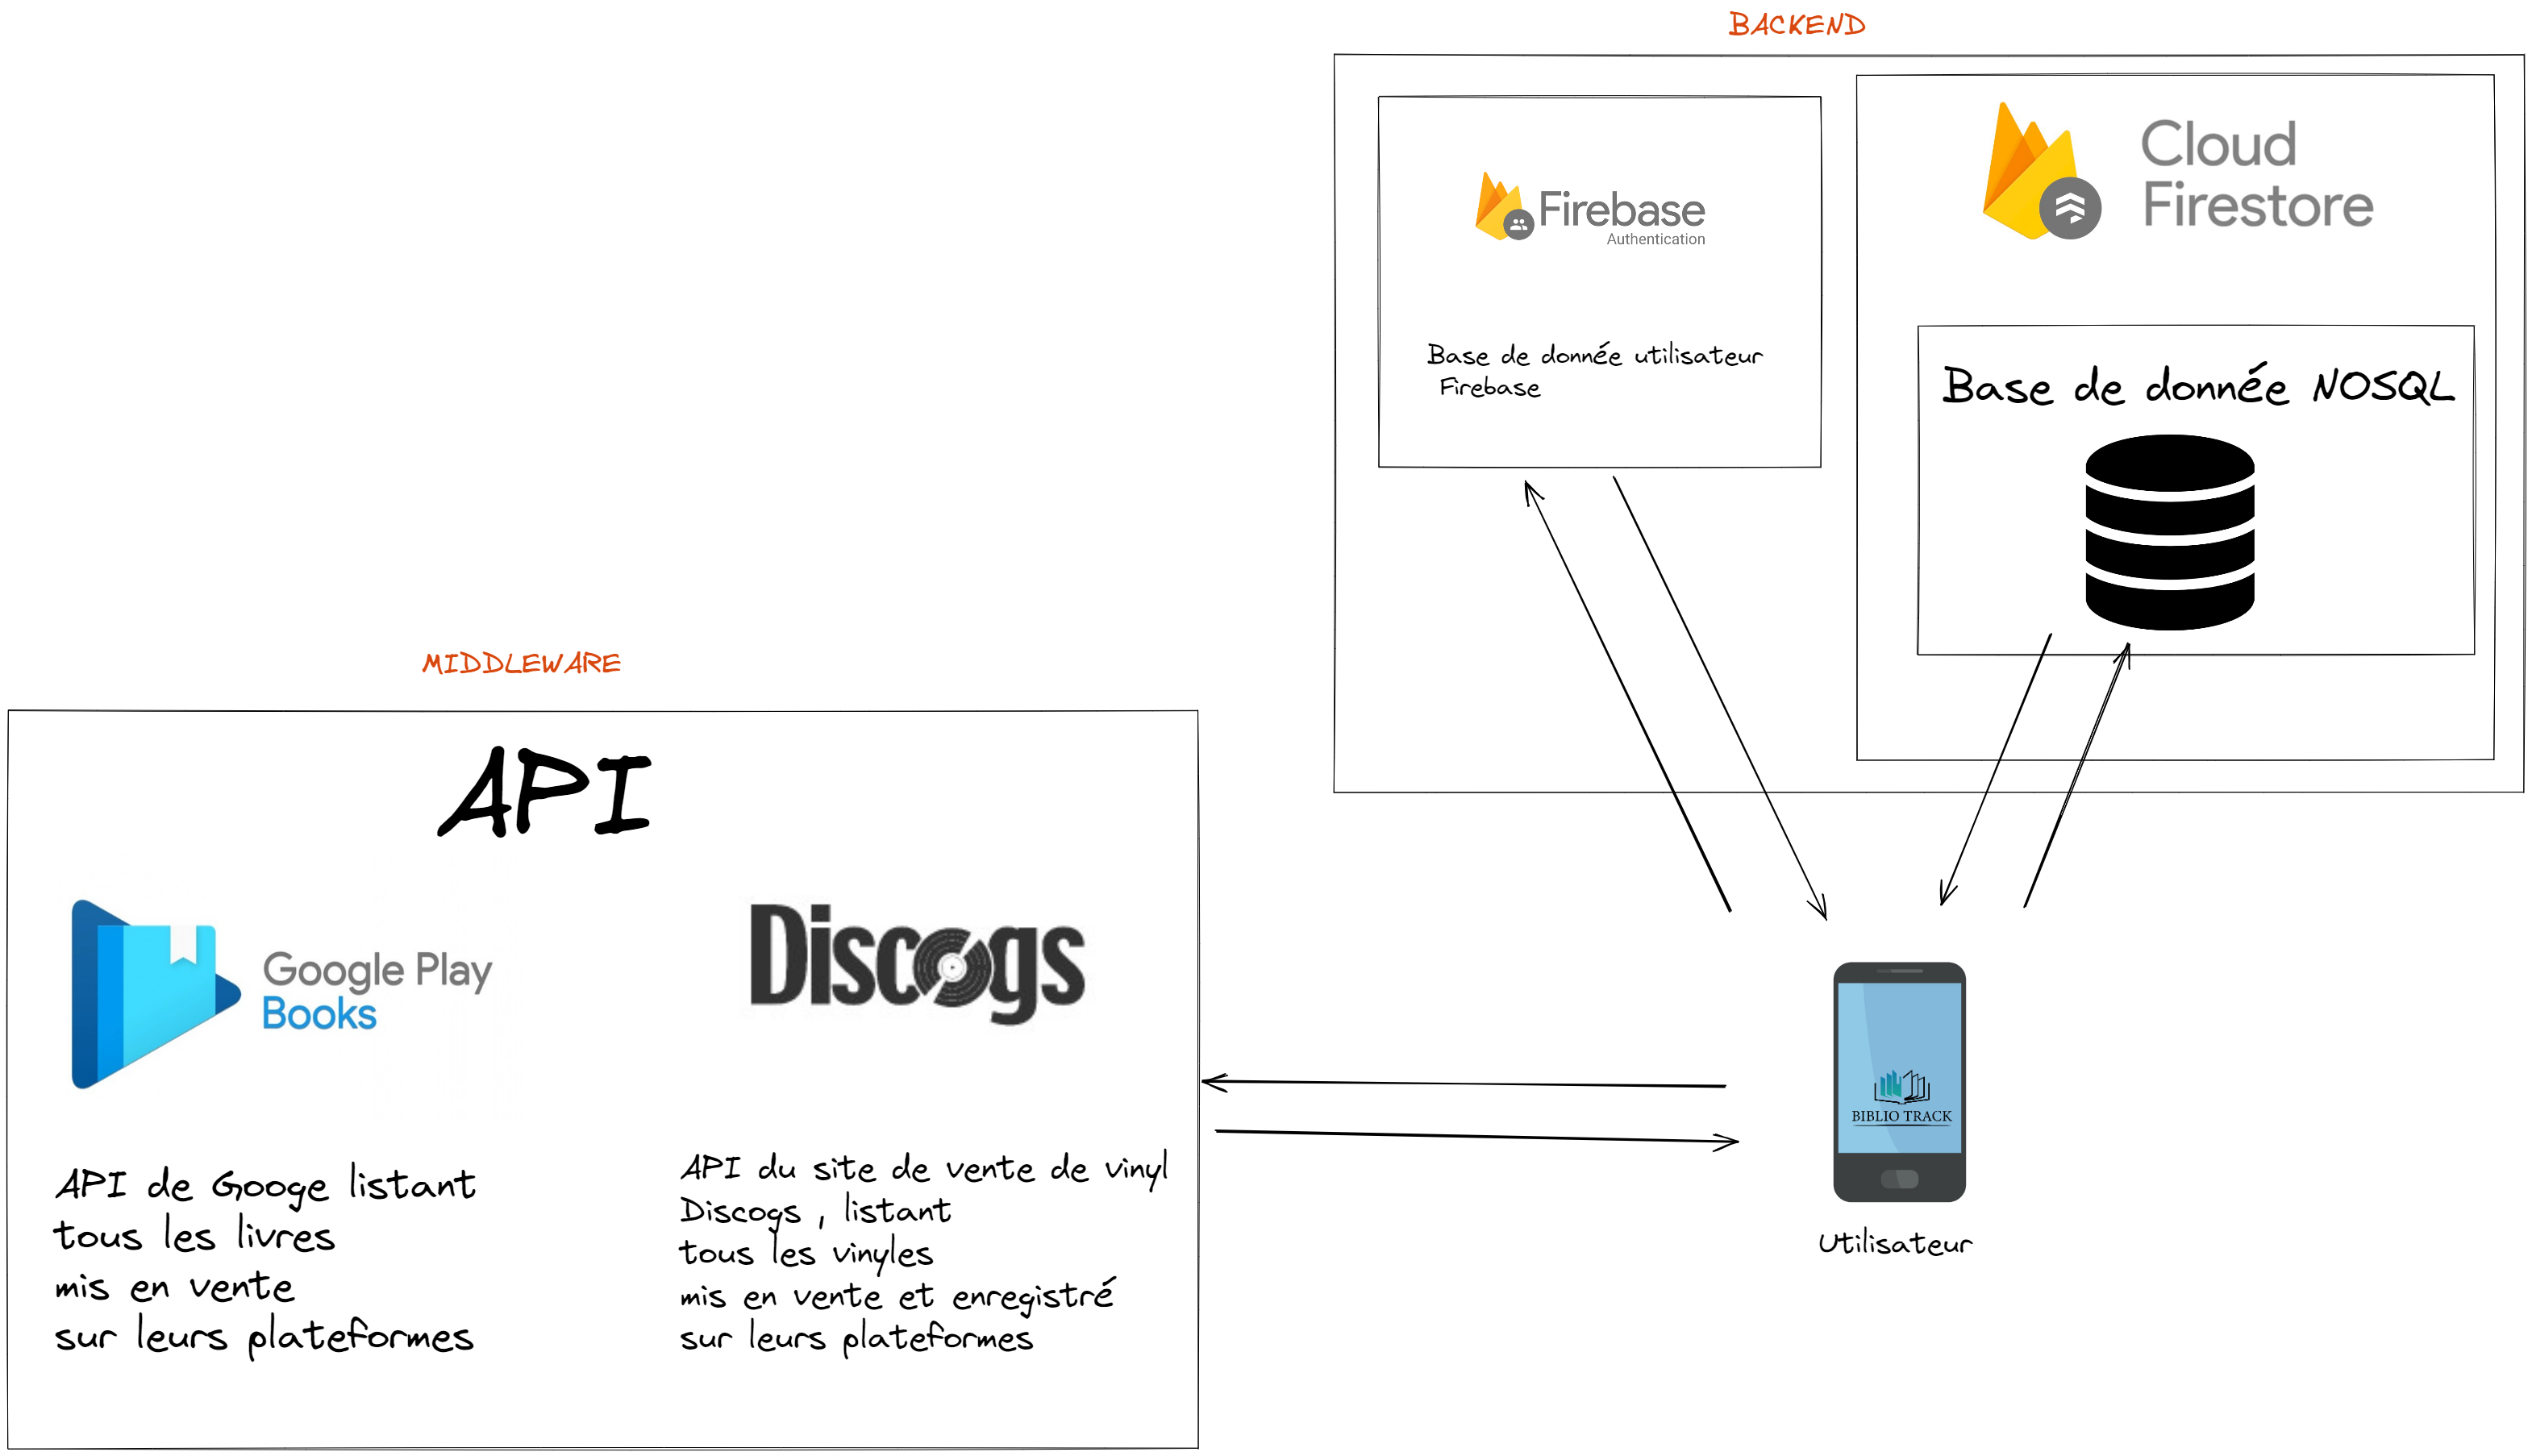 BACKEND
Firebase
Authentication
Base de donnée utilisateur
Firebase
Cloud
Firestore
Base de donnée NOSQL
MIDDLEWARE
API
Google Play
Books
API de Googe listant
tous les livres
mis en vente
sur leurs plateformes
Discogs
API du site de vente de vinyl
Discogs , listant
tous les vinyles
mis en vente et enregistré
sur leurs plateformes
BIBLIO TRACK
Utilisateur